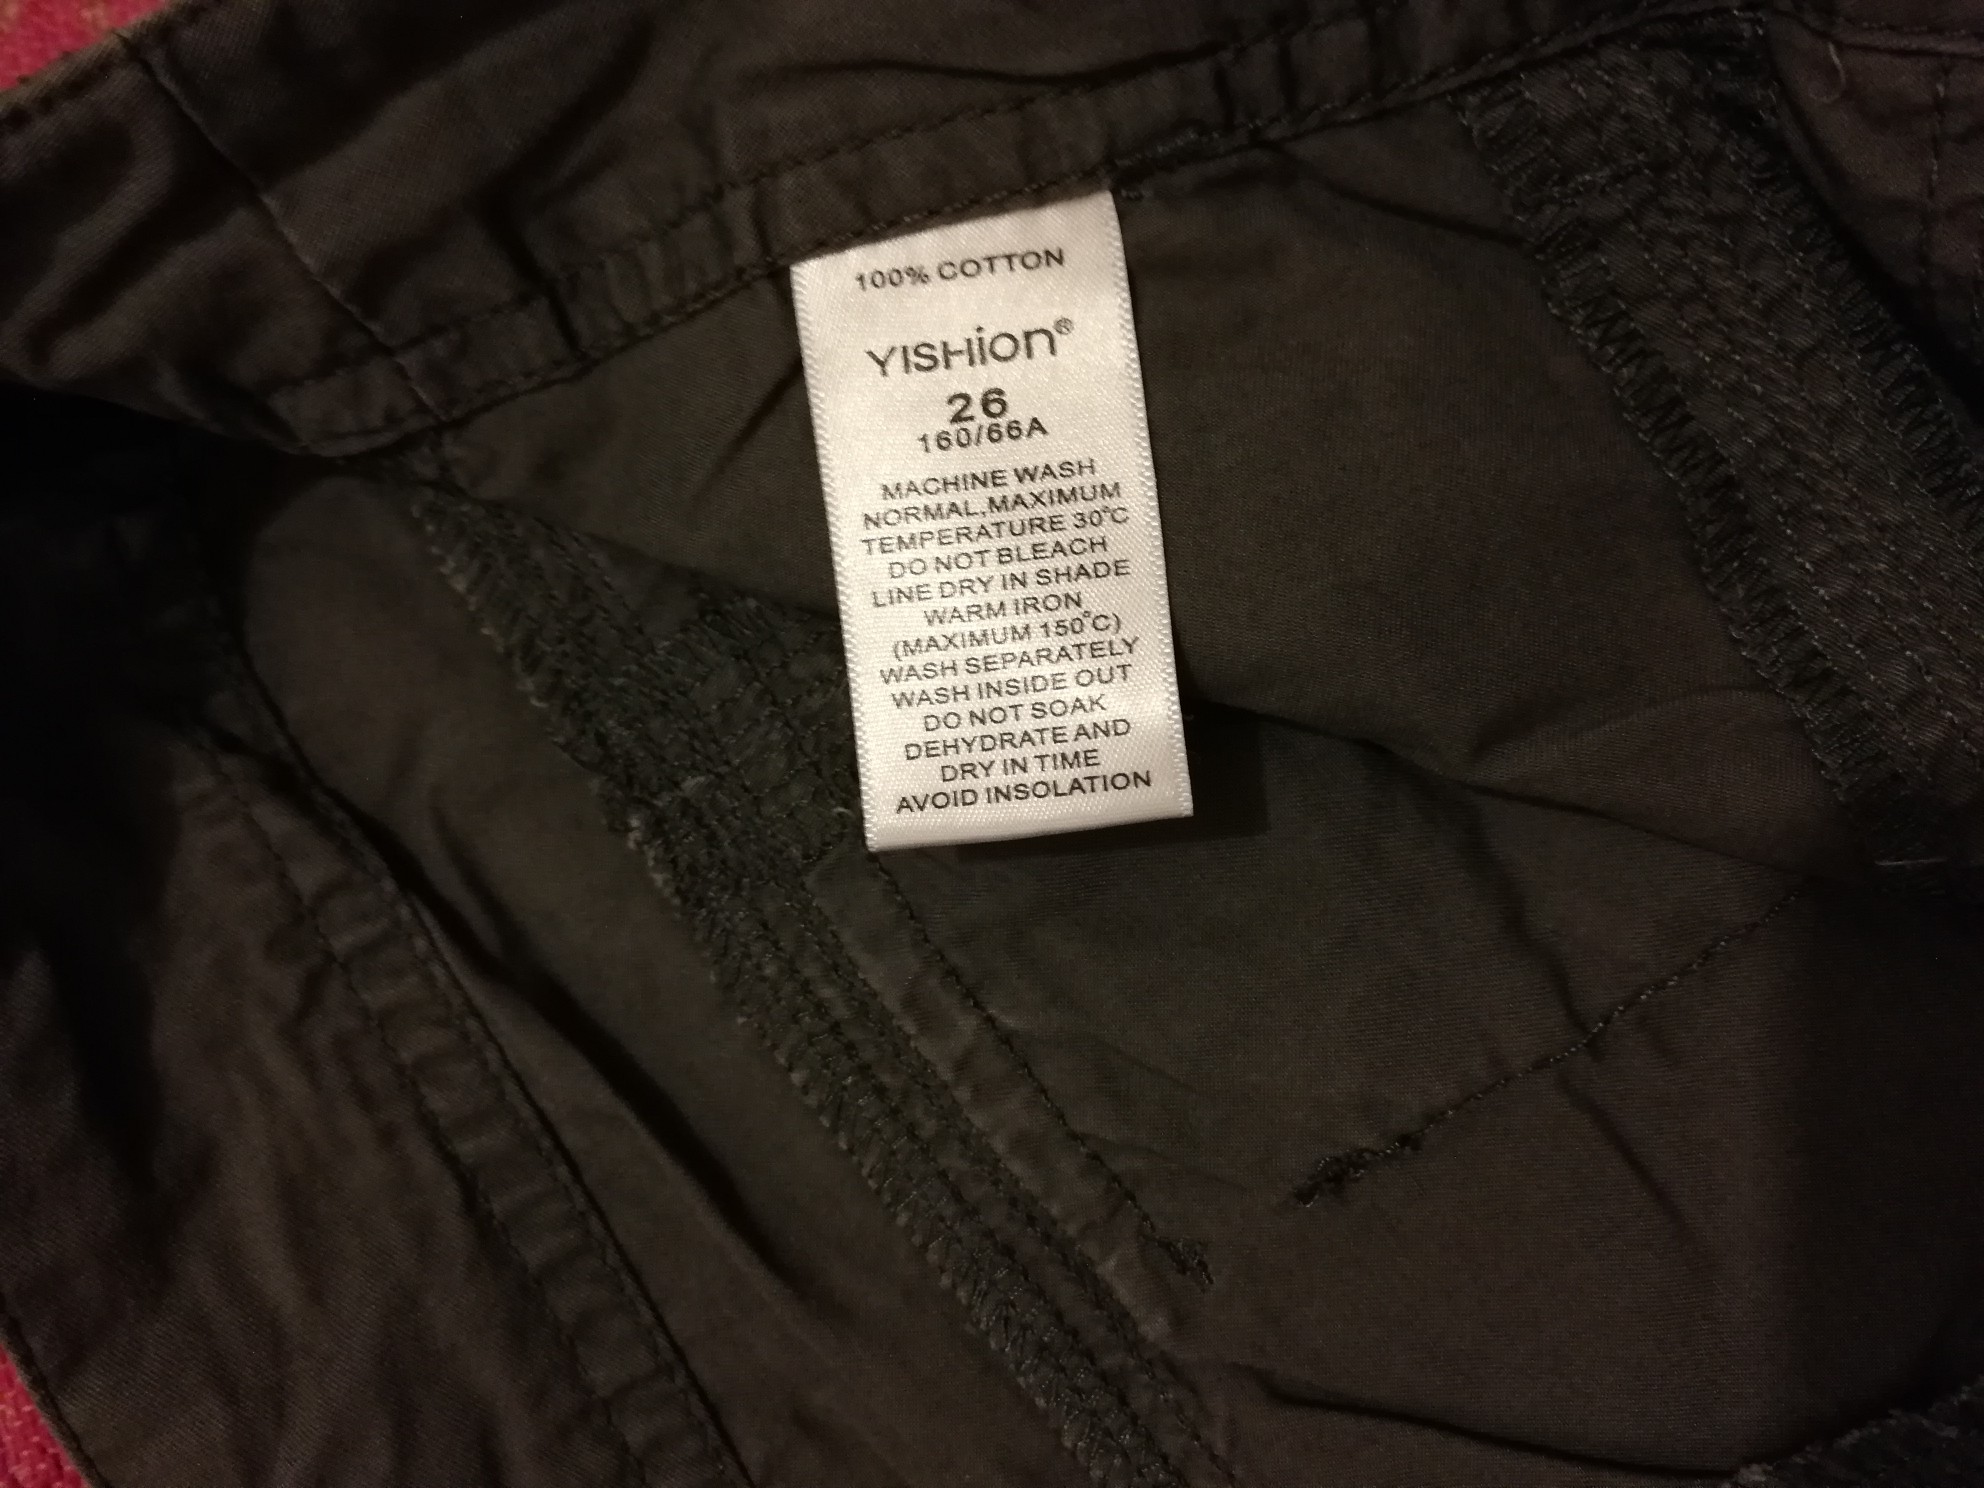 100% COTTON
YISHiON®
26
160/66A
MACHINE WASH
NORMAL.MAXIMUM
TEMPERATURE 30°C
DO NOT BLEACH
LINE DRY IN SHADE
WARM IRON
(MAXIMUM 150°C)
WASH SEPARATELY
WASH INSIDE OUT
DO NOT SOAK
DEHYDRATE AND
DRY IN TIME
AVOID INSOLATION